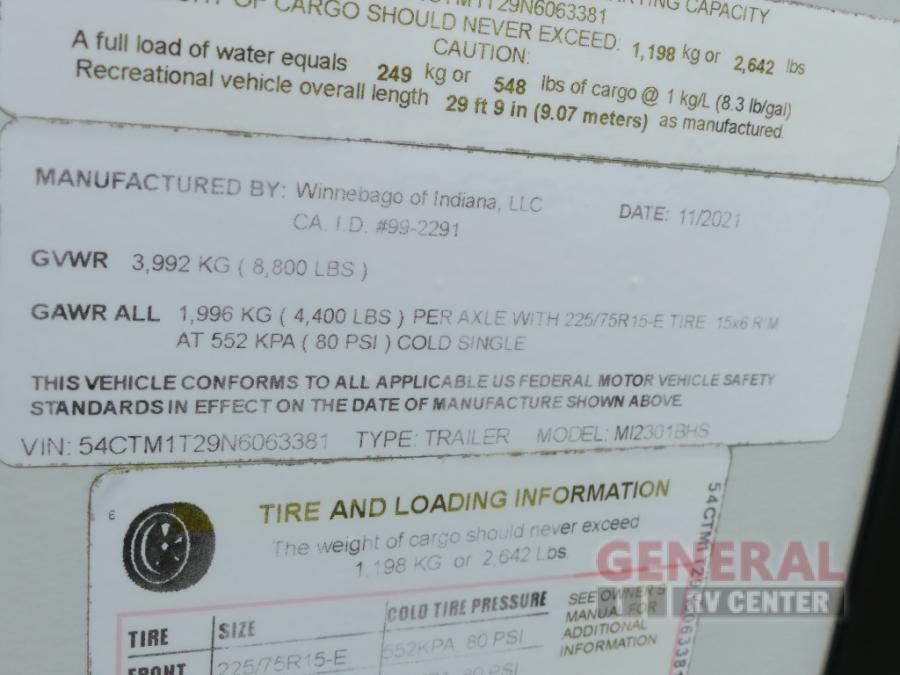 CTM1T29N6063381
OF CARGO SHOULD NEVER EXCEED: 1,198 kg or 2,642 lbs
CAPACITY
CAUTION:
A full load of water equals 249 kg or 548 lbs of cargo @ 1 kg/L (8.3 lb/gal)
Recreational vehicle overall length 29 ft 9 in (9.07 meters) as manufactured.
MANUFACTURED BY: Winnebago of Indiana, LLC DATE: 11/2021
CA. I.D. #99-2291
GVWR 3,992 KG ( 8,800 LBS )
GAWR ALL 1,996 KG ( 4,400 LBS ) PER AXLE WITH 225/75R15-E TIRE 15x6 RIM
AT 552 KPA ( 80 PSI ) COLD SINGLE
THIS VEHICLE CONFORMS TO ALL APPLICABLE US FEDERAL MOTOR VEHICLE SAFETY
STANDARDS IN EFFECT ON THE DATE OF MANUFACTURE SHOWN ABOVE
VIN: 54CTM1T29N6063381 TYPE: TRAILER MODEL: MI2301BHS
TIRE AND LOADING INFORMATION
The weight of cargo should never exceed
1,198 KG or 2,642 Lbs
TIRE SIZE COLD TIRE PRESSURE
FRONT 225/75R15-E 552KPA 80 PSI
80 PSI
SEE OWNER'S
MANUAL FOR
ADDITIONAL
INFORMATION
GENERAL
RV CENTER